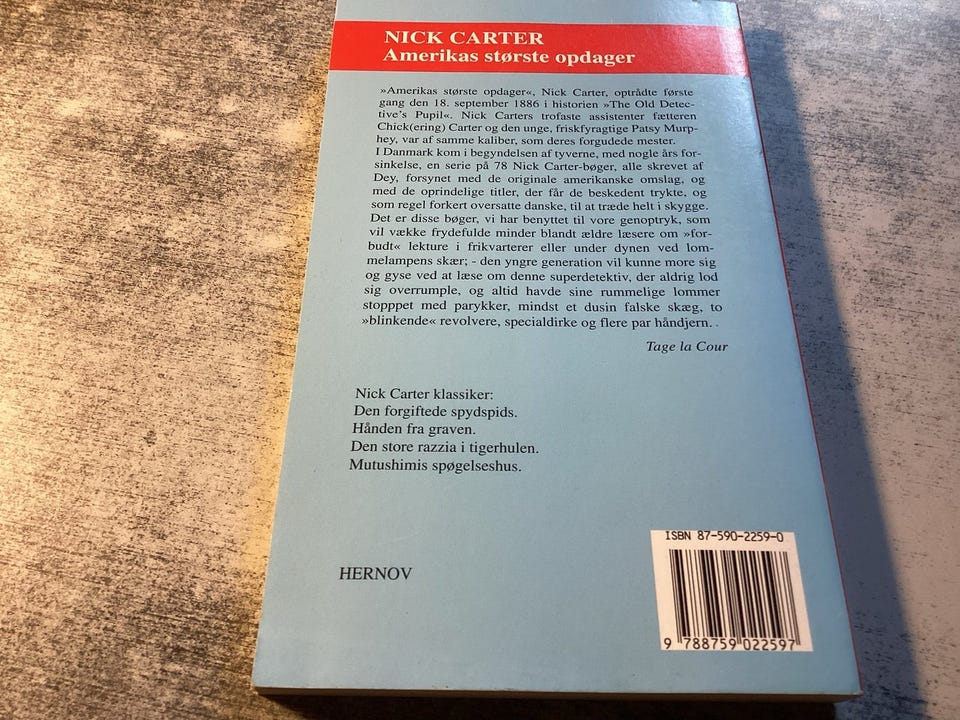 NICK CARTER
Amerikas største opdager
»Amerikas største opdager«, Nick Carter, optrådte første
gang den 18. september 1886 i historien »The Old Detec-
tive's Pupil«. Nick Carters trofaste assistenter fætteren
Chick(ering) Carter og den unge, friskfyragtige Patsy Murp-
hey, var af samme kaliber, som deres forgudede mester.
I Danmark kom i begyndelsen af tyverne, med nogle års for-
sinkelse, en serie på 78 Nick Carter-bøger, alle skrevet af
Dey, forsynet med de originale amerikanske omslag, og
med de oprindelige titler, der får de beskedent trykte, og
som regel forkert oversatte danske, til at træde helt i skygge.
Det er disse bøger, vi har benyttet til vore genoptryk, som
vil vække frydefulde minder blandt ældre læsere om »for-
budt« lekture i frikvarterer eller under dynen ved lom-
melampens skær; - den yngre generation vil kunne more sig
og gyse ved at læse om denne superdetektiv, der aldrig lod
sig overrumple, og altid havde sine rummelige lommer
stopppet med parykker, mindst et dusin falske skæg, to
»blinkende« revolvere, specialdirke og flere par håndjern.
Tage la Cour
Nick Carter klassiker:
Den forgiftede spydspids.
Hånden fra graven.
Den store razzia i tigerhulen.
Mutushimis spøgelseshus.
HERNOV
ISBN 87-590-2259-0
9 788759 022597